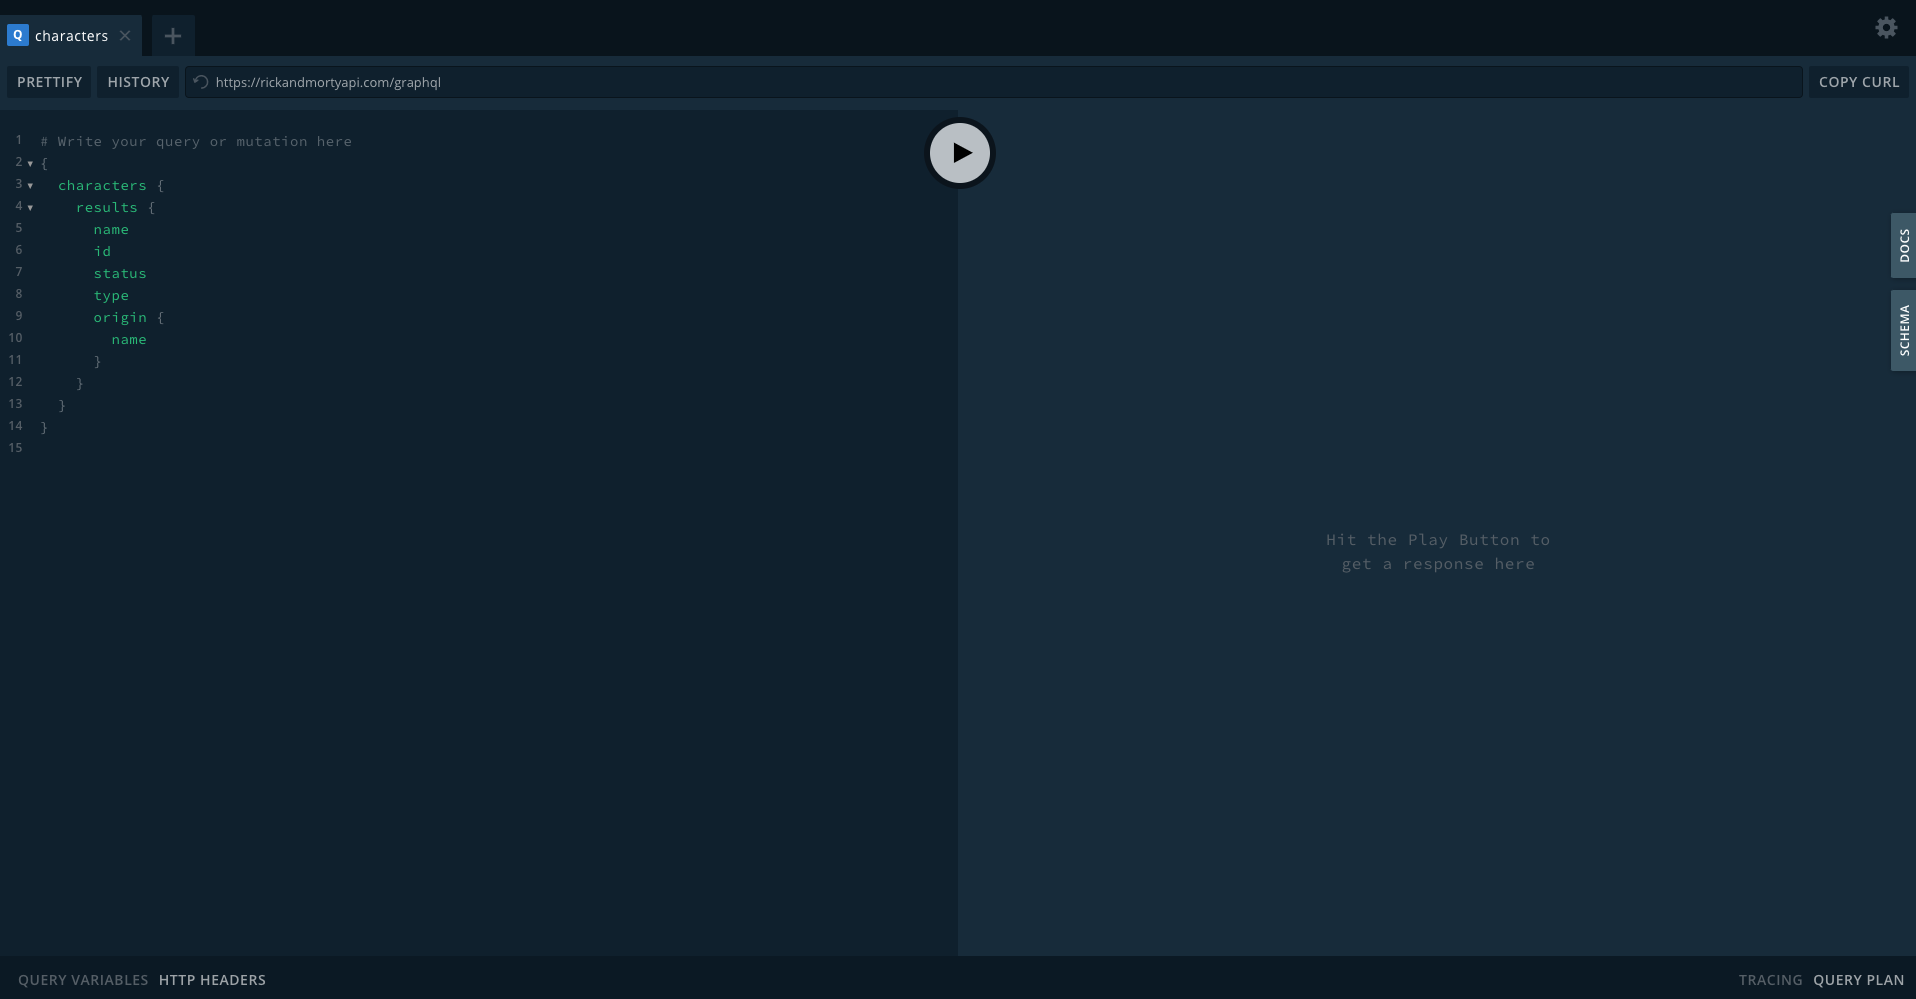 Q characters
PRETTIFY HISTORY https://rickandmortyapi.com/graphql COPY CURL
1 # Write your query or mutation here
2 {
3 characters {
4 results {
5 name
6 id
7 status
8 type
9 origin {
10 name
11 }
12 }
13 }
14 }
15
Hit the Play Button to
get a response here
DOCS
SCHEMA
QUERY VARIABLES HTTP HEADERS
TRACING QUERY PLAN